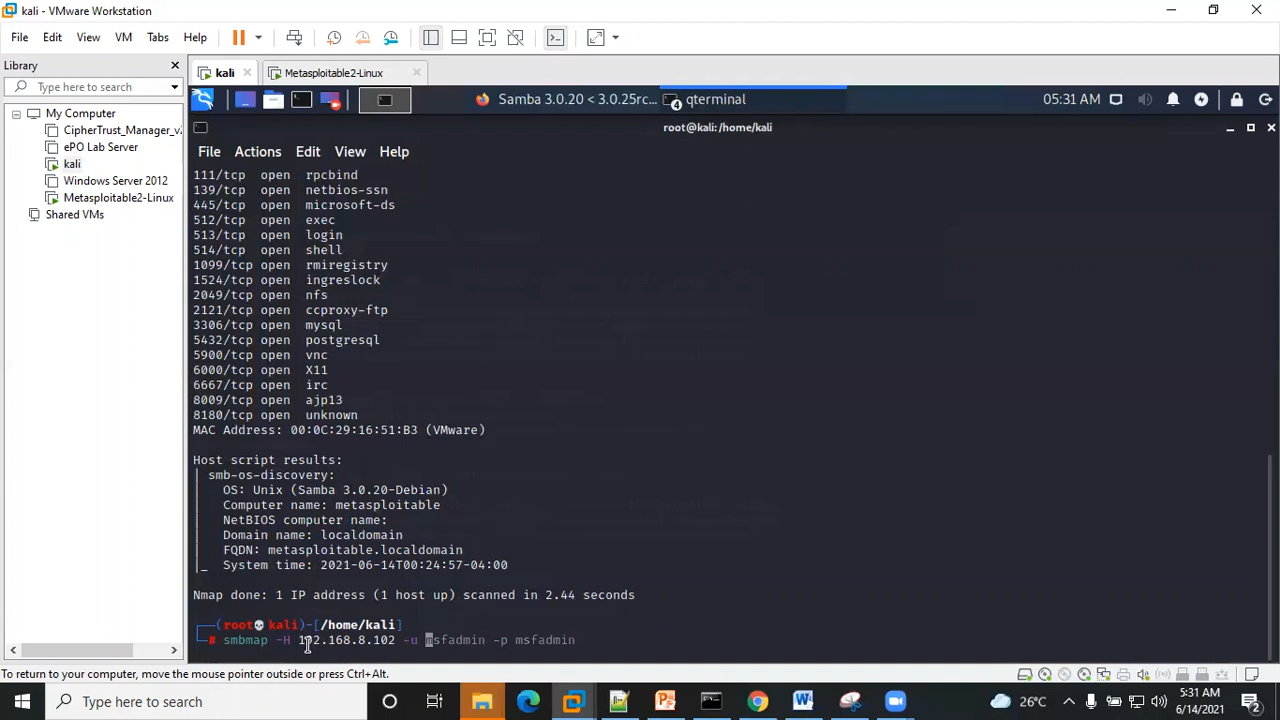 kali - VMware Workstation
File Edit View VM Tabs Help
Library
Type here to search
My Computer
CipherTrust_Manager_v
ePO Lab Server
kali
Windows Server 2012
Metasploitable2-Linux
Shared VMs
kali Metasploitable2-Linux
Samba 3.0.20 < 3.0.25rc... 4 qterminal 05:31 AM
root@kali: /home/kali
File Actions Edit View Help
111/tcp open rpcbind
139/tcp open netbios-ssn
445/tcp open microsoft-ds
512/tcp open exec
513/tcp open login
514/tcp open shell
1099/tcp open rmiregistry
1524/tcp open ingreslock
2049/tcp open nfs
2121/tcp open ccproxy-ftp
3306/tcp open mysql
5432/tcp open postgresql
5900/tcp open vnc
6000/tcp open X11
6667/tcp open irc
8009/tcp open ajp13
8180/tcp open unknown
MAC Address: 00:0C:29:16:51:B3 (VMware)
Host script results:
| smb-os-discovery:
|   OS: Unix (Samba 3.0.20-Debian)
|   Computer name: metasploitable
|   NetBIOS computer name:
|   Domain name: localdomain
|   FQDN: metasploitable.localdomain
|_  System time: 2021-06-14T00:24:57-04:00
Nmap done: 1 IP address (1 host up) scanned in 2.44 seconds
┌──(root💀kali)-[/home/kali]
└─# smbmap -H 192.168.8.102 -u msfadmin -p msfadmin
To return to your computer, move the mouse pointer outside or press Ctrl+Alt.
Type here to search
26°C
5:31 AM
6/14/2021
2